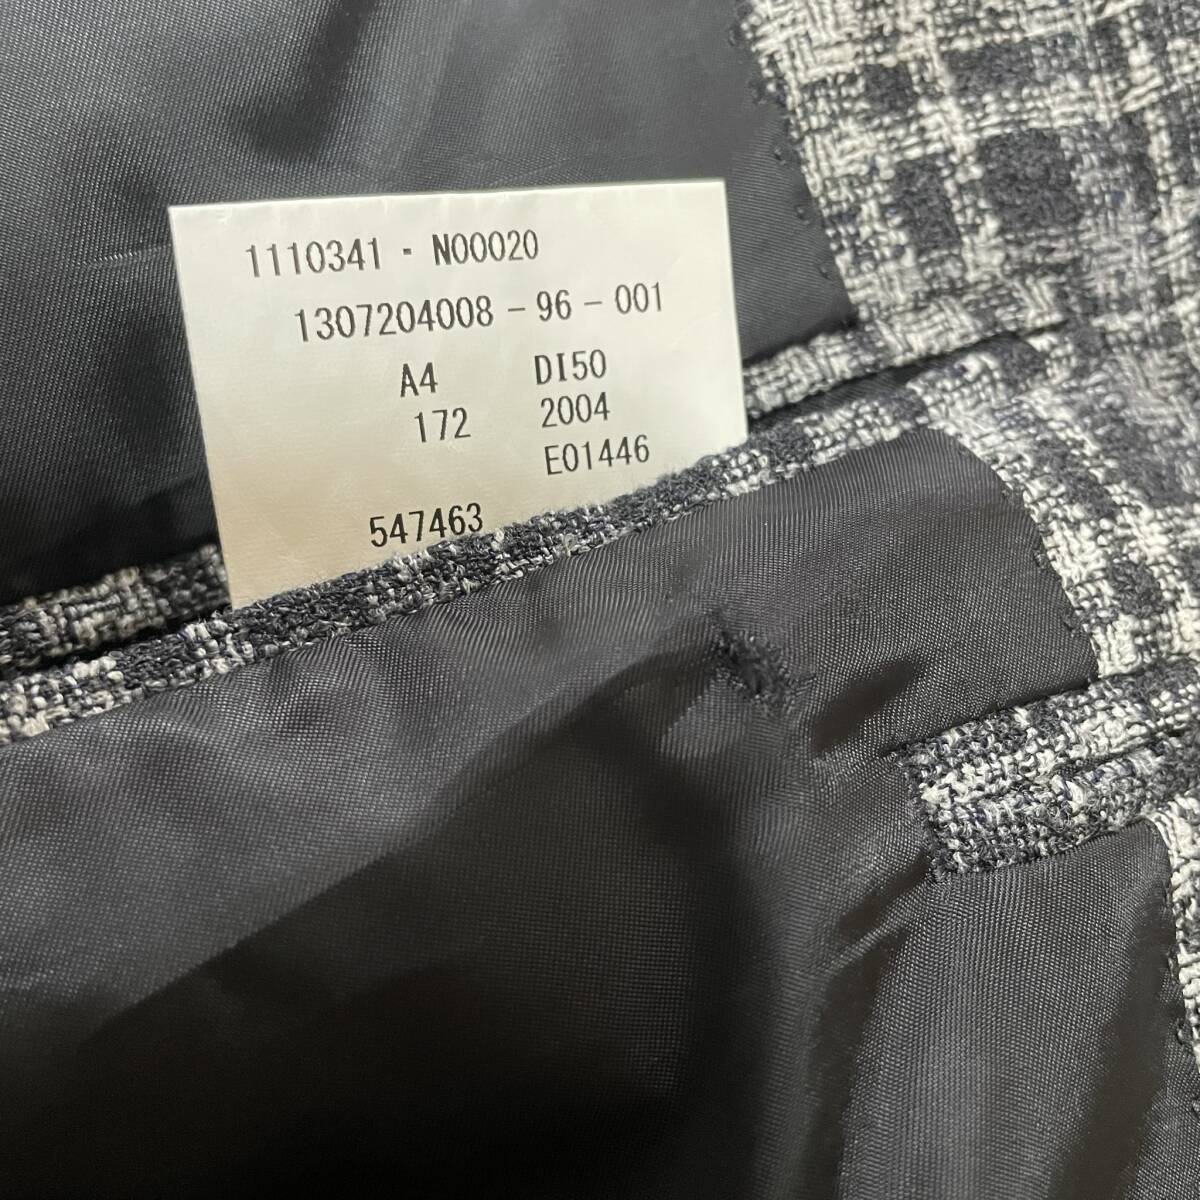 1110341 - N00020
1307204008 - 96 - 001
A4 DI50
172 2004
E01446
547463